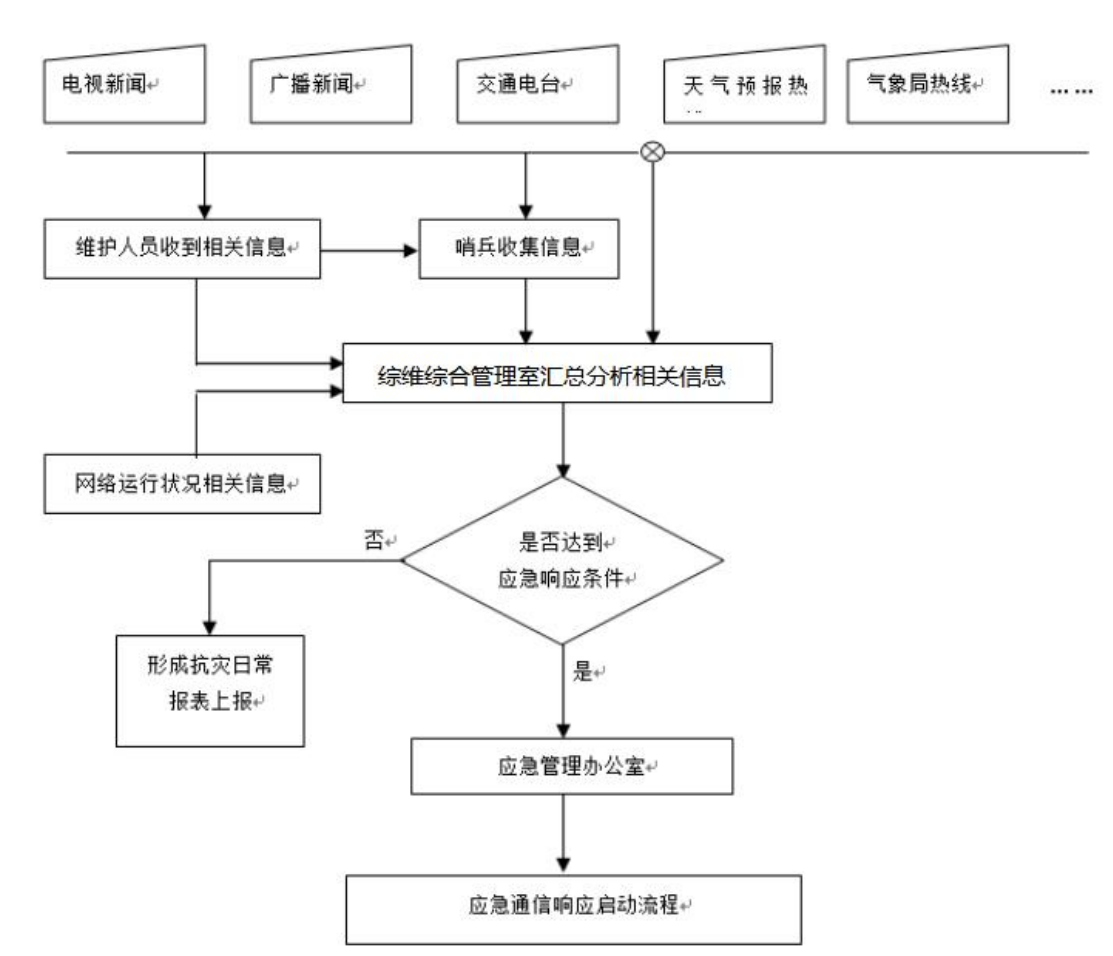 电视新闻
广播新闻
交通电台
天气预报热
气象局热线
……
维护人员收到相关信息
哨兵收集信息
综维综合管理室汇总分析相关信息
网络运行状况相关信息
否
是否达到
应急响应条件
形成抗灾日常
报表上报
是
应急管理办公室
应急通信响应启动流程